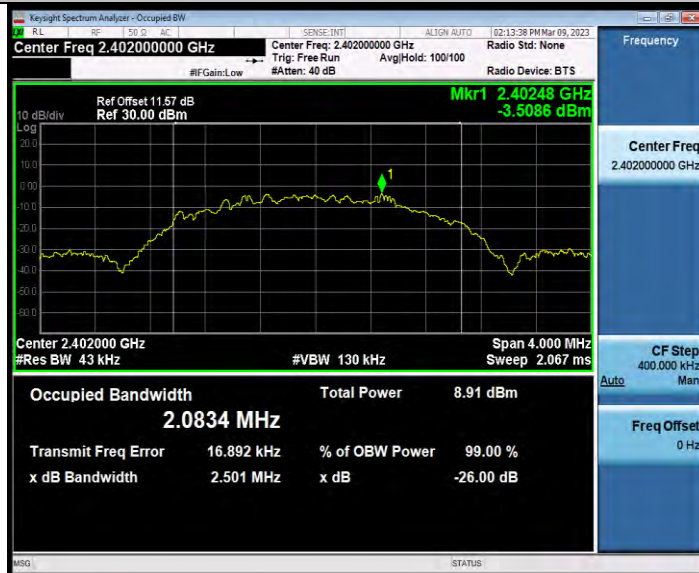 Keysight Spectrum Analyzer - Occupied BW
RL RF 50 Ω AC SENSE:INT ALIGN AUTO 02:13:38 PM Mar 09, 2023
Center Freq 2.402000000 GHz
Center Freq: 2.402000000 GHz Radio Std: None
Trig: Free Run Avg|Hold: 100/100
#IFGain:Low #Atten: 40 dB Radio Device: BTS
Frequency
Mkr1 2.40248 GHz
-3.5086 dBm
Ref Offset 11.57 dB
10 dB/div Ref 30.00 dBm
Log
20.0
10.0
0.00
-10.0
-20.0
-30.0
-40.0
-50.0
-60.0
1
Center 2.402000 GHz Span 4.000 MHz
#Res BW 43 kHz #VBW 130 kHz Sweep 2.067 ms
Occupied Bandwidth Total Power 8.91 dBm
2.0834 MHz
Transmit Freq Error 16.892 kHz % of OBW Power 99.00 %
x dB Bandwidth 2.501 MHz x dB -26.00 dB
Center Freq
2.402000000 GHz
CF Step
400.000 kHz
Auto Man
Freq Offset
0 Hz
MSG STATUS